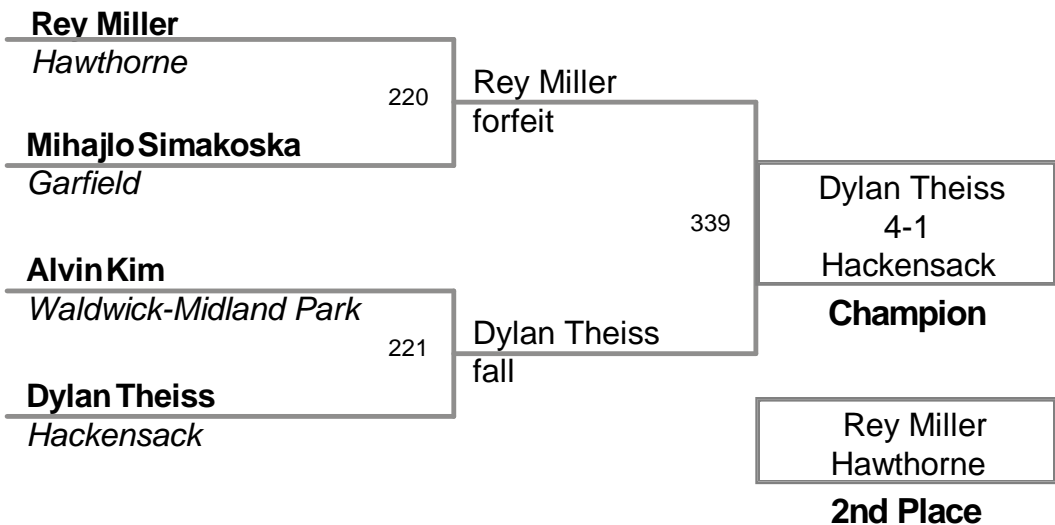 Rey Miller
Hawthorne
220
Rey Miller
forfeit
Mihajlo Simakoska
Garfield
339
Dylan Theiss
4-1
Hackensack
Champion
Alvin Kim
Waldwick-Midland Park
221
Dylan Theiss
fall
Dylan Theiss
Hackensack
Rey Miller
Hawthorne
2nd Place